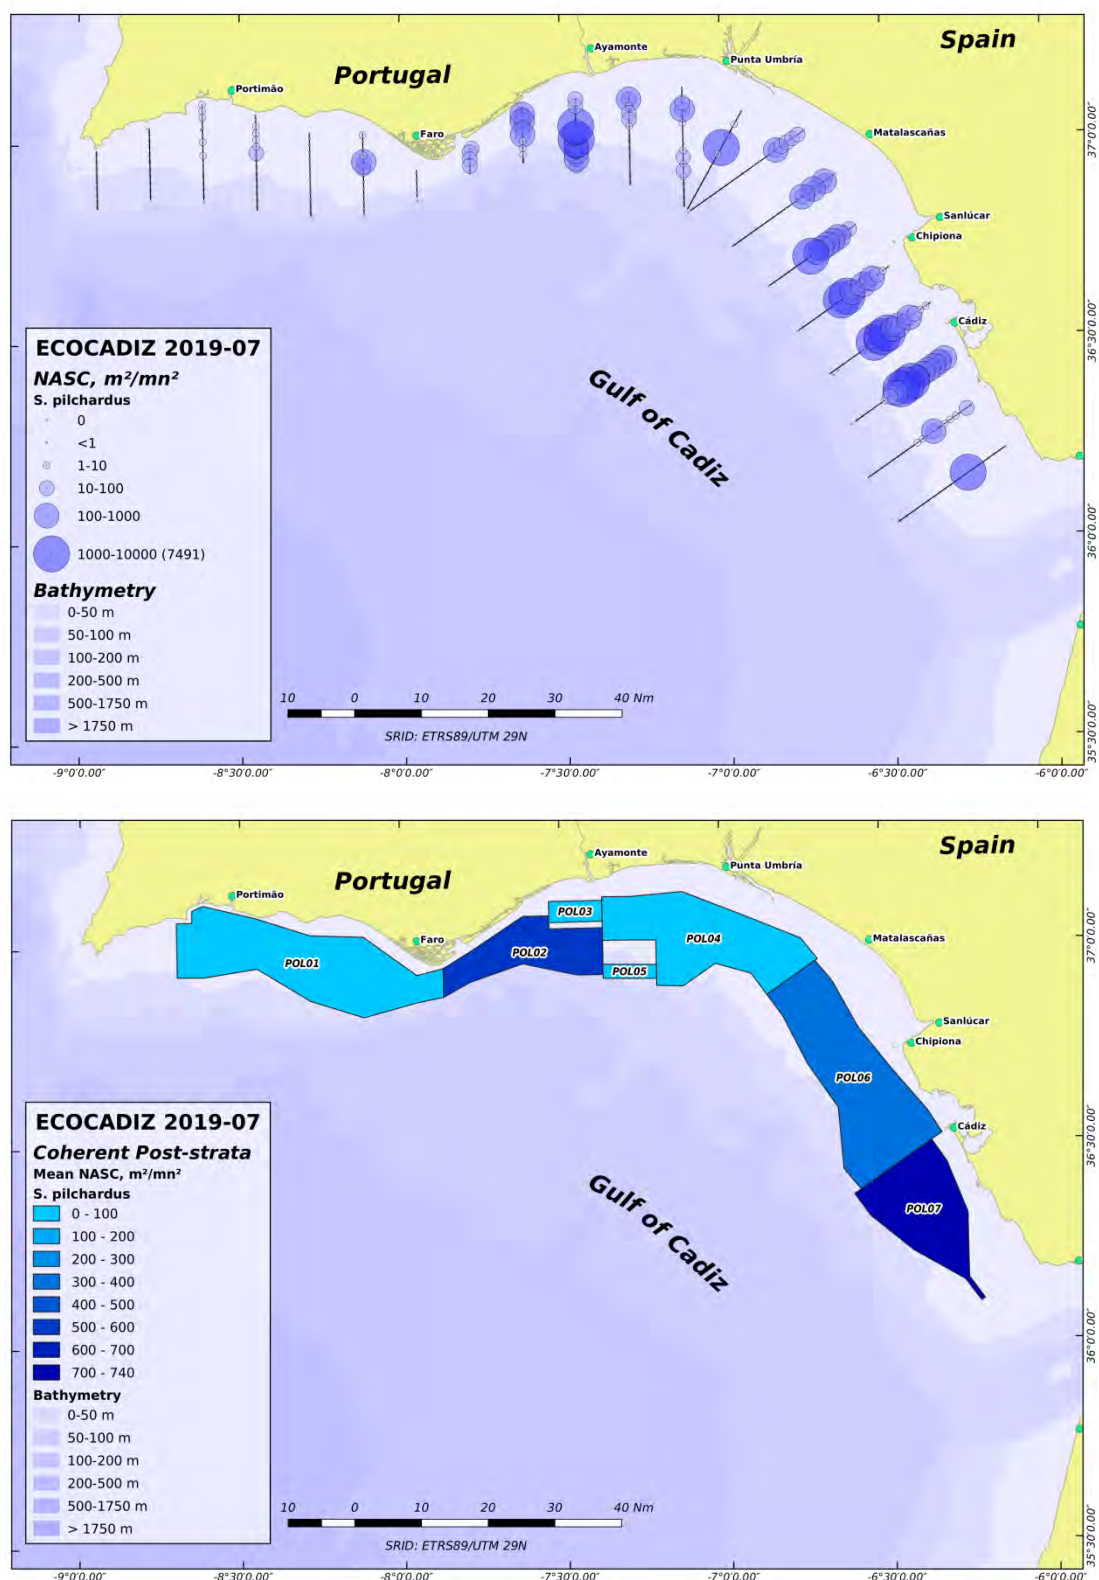 Spain
Ayamonte
Portugal
Punta Umbría
Portimão
Faro
Matalascañas
Sanlúcar
Chipiona
Cádiz
Gulf of Cadiz
37°0'0.00"
36°30'0.00"
36°0'0.00"
35°30'0.00"
ECOCADIZ 2019-07
NASC, m²/mn²
S. pilchardus
0
<1
1-10
10-100
100-1000
1000-10000 (7491)
Bathymetry
0-50 m
50-100 m
100-200 m
200-500 m
500-1750 m
> 1750 m
10 0 10 20 30 40 Nm
SRID: ETRS89/UTM 29N
-9°0'0.00" -8°30'0.00" -8°0'0.00" -7°30'0.00" -7°0'0.00" -6°30'0.00" -6°0'0.00"
Spain
Ayamonte
Portugal
Punta Umbría
Portimão
POL03
Faro
POL04
Matalascañas
POL02
POL01
POL05
Sanlúcar
Chipiona
POL06
Cádiz
POL07
Gulf of Cadiz
37°0'0.00"
36°30'0.00"
36°0'0.00"
35°30'0.00"
ECOCADIZ 2019-07
Coherent Post-strata
Mean NASC, m²/mn²
S. pilchardus
0 - 100
100 - 200
200 - 300
300 - 400
400 - 500
500 - 600
600 - 700
700 - 740
Bathymetry
0-50 m
50-100 m
100-200 m
200-500 m
500-1750 m
> 1750 m
10 0 10 20 30 40 Nm
SRID: ETRS89/UTM 29N
-9°0'0.00" -8°30'0.00" -8°0'0.00" -7°30'0.00" -7°0'0.00" -6°30'0.00" -6°0'0.00"